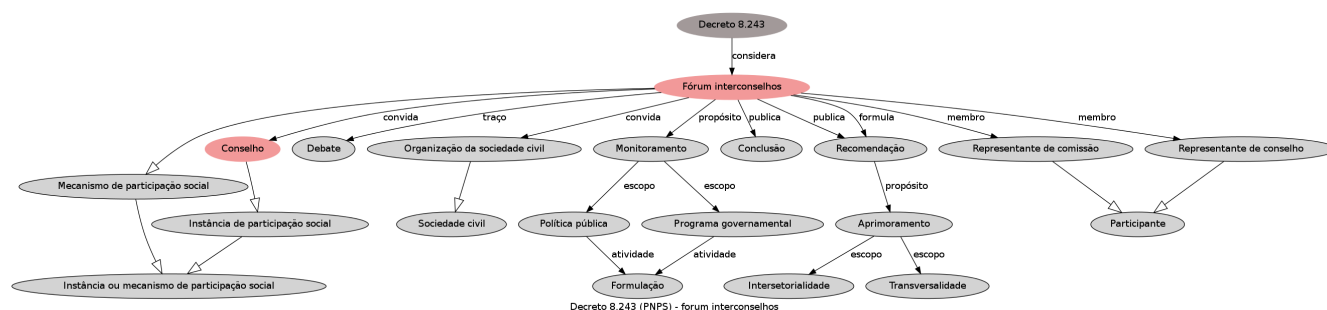 Decreto 8.243
considera
Fórum interconselhos
convida
traço
convida
propósito
publica
publica
formula
membro
membro
Conselho
Debate
Organização da sociedade civil
Monitoramento
Conclusão
Recomendação
Representante de comissão
Representante de conselho
Mecanismo de participação social
escopo
escopo
propósito
Instância de participação social
Sociedade civil
Política pública
Programa governamental
Aprimoramento
Participante
atividade
atividade
escopo
escopo
Instância ou mecanismo de participação social
Formulação
Intersetorialidade
Transversalidade
Decreto 8.243 (PNPS) - forum interconselhos